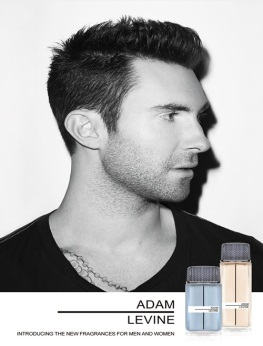 ADAM
LEVINE
INTRODUCING THE NEW FRAGRANCES FOR MEN AND WOMEN